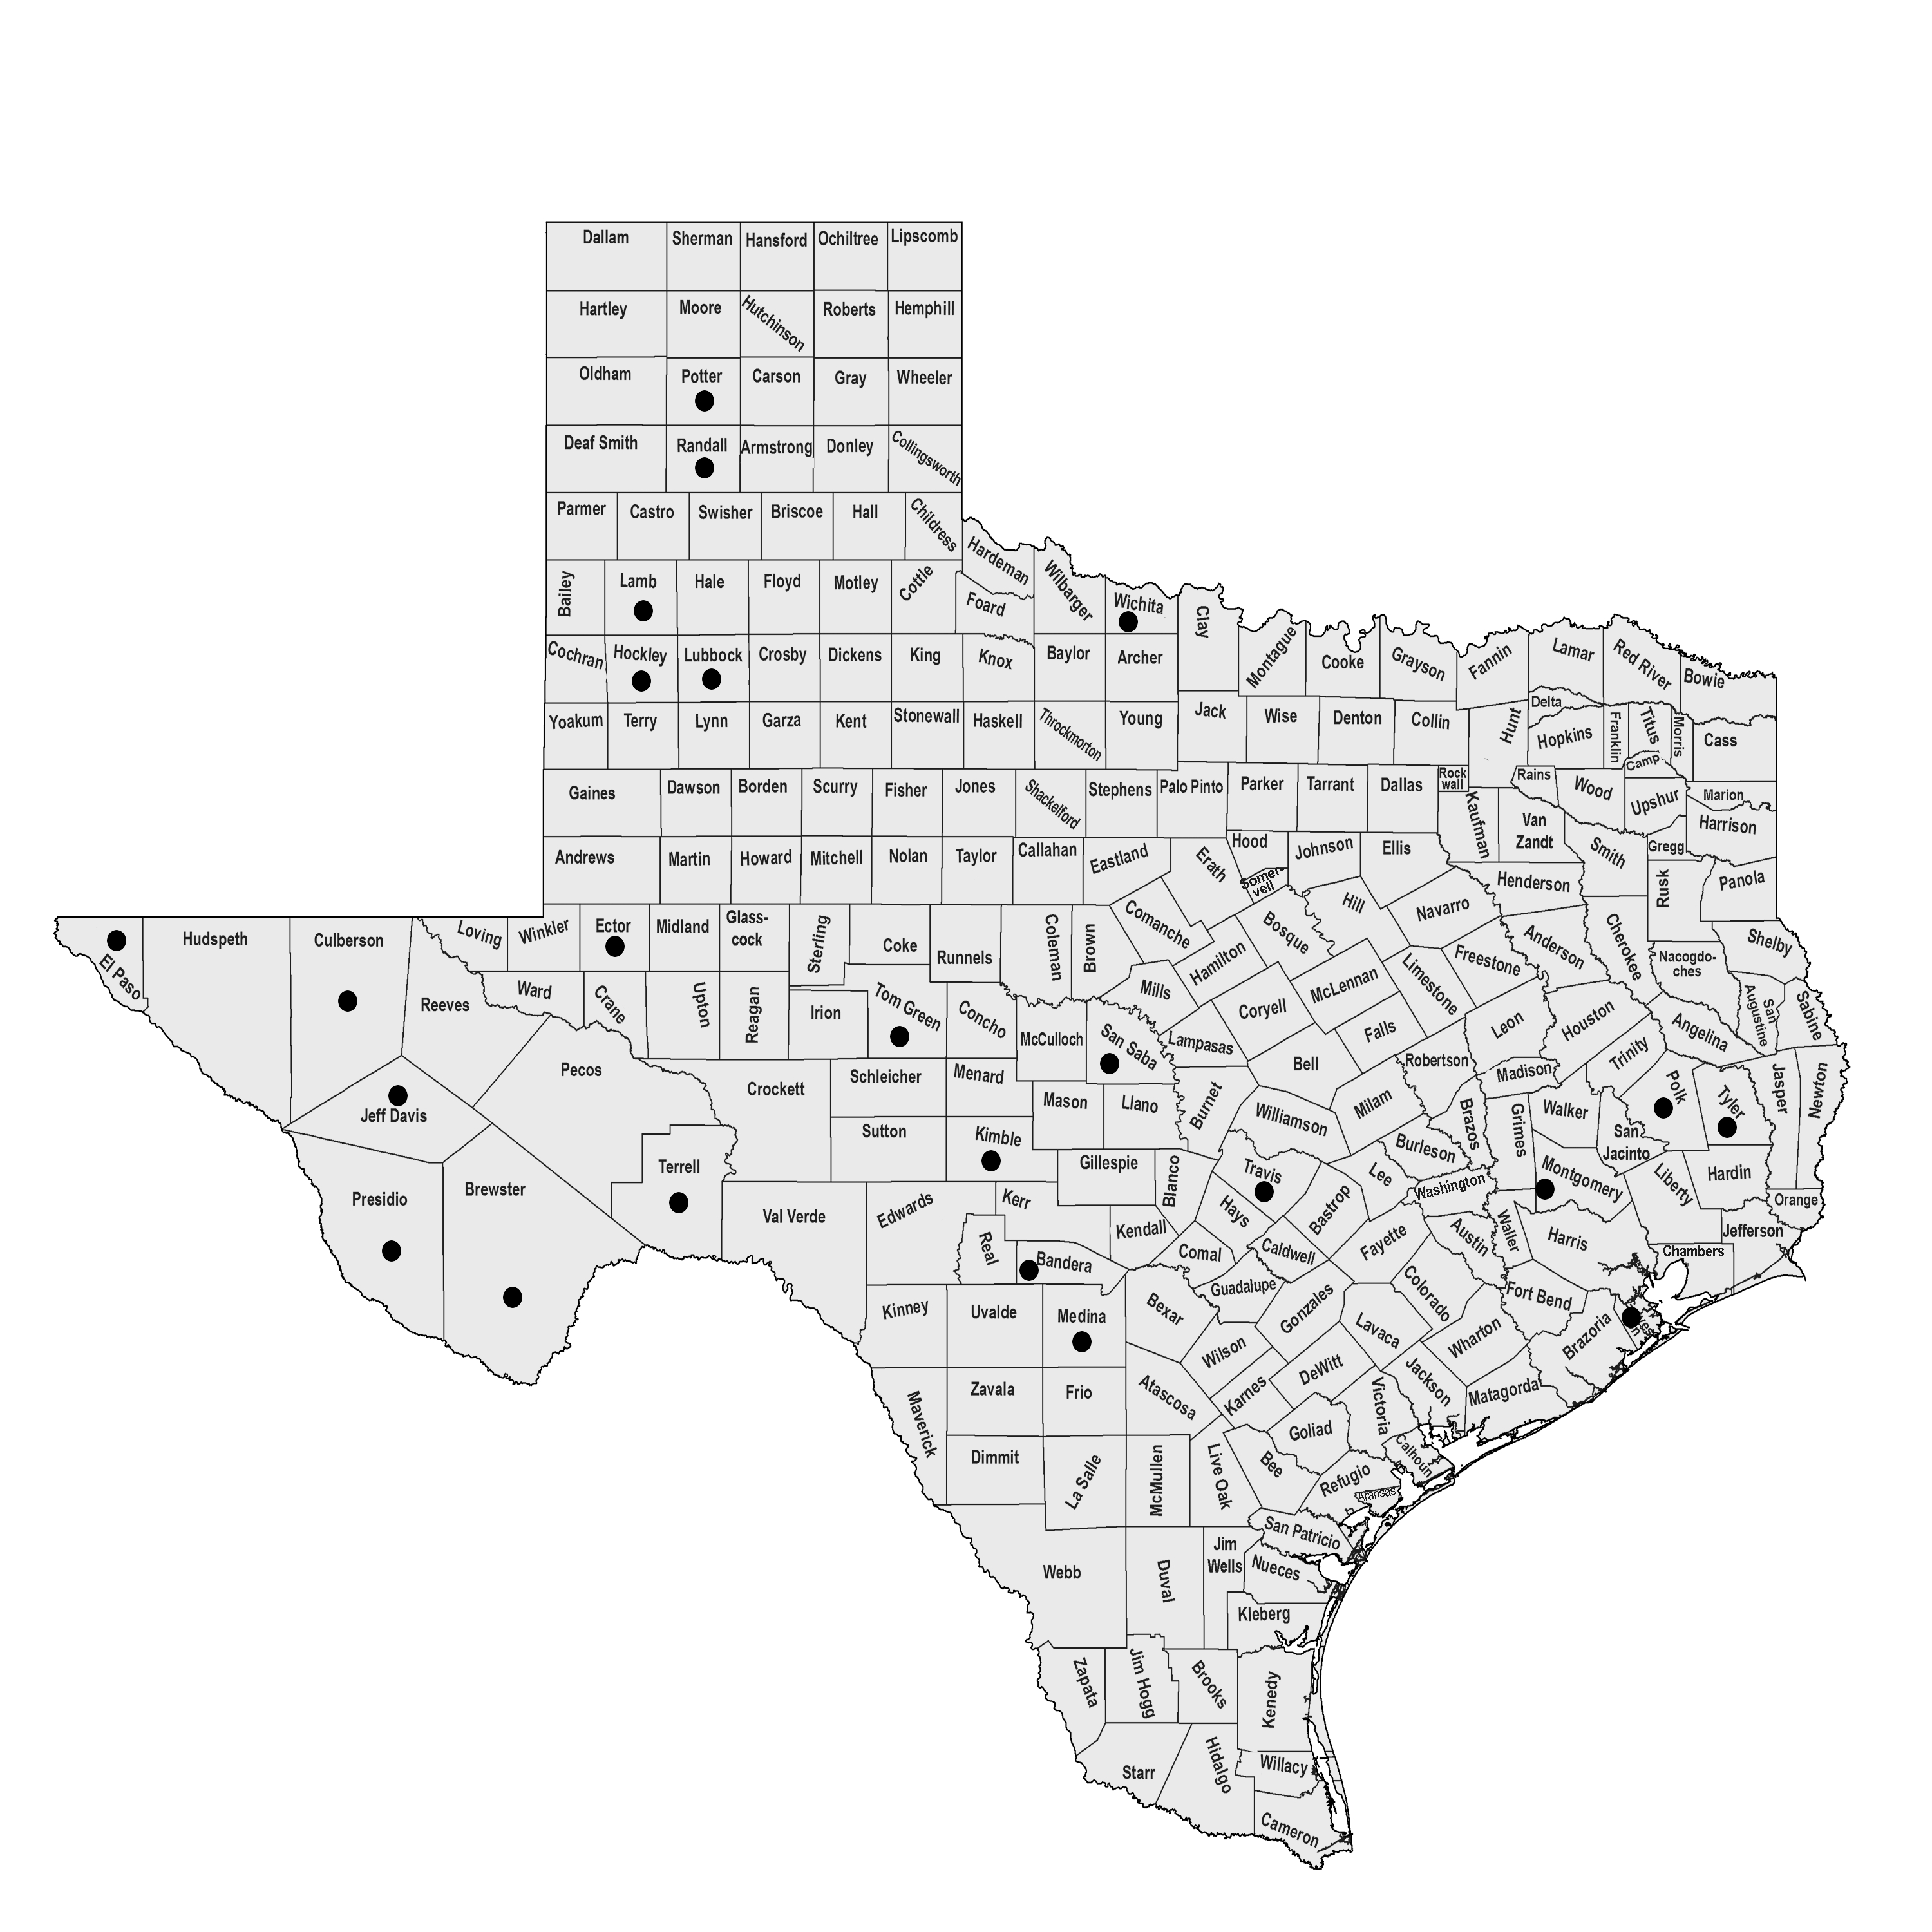 Dallam Sherman Hansford Ochiltree Lipscomb
Hartley Moore Hutchinson Roberts Hemphill
Oldham Potter Carson Gray Wheeler
Deaf Smith Randall Armstrong Donley Collingsworth
Parmer Castro Swisher Briscoe Hall Childress
Hardeman
Bailey Lamb Hale Floyd Motley Cottle Foard Wilbarger Wichita Clay
Montague Cooke Grayson Fannin Lamar Red River Bowie
Cochran Hockley Lubbock Crosby Dickens King Knox Baylor Archer
Yoakum Terry Lynn Garza Kent Stonewall Haskell Throckmorton Young Jack Wise Denton Collin Hunt
Delta Hopkins Franklin Titus Morris Cass
Camp
Gaines Dawson Borden Scurry Fisher Jones Shackelford Stephens Palo Pinto Parker Tarrant Dallas
Rock
wall
Rains Wood Upshur Marion
Kaufman
Van
Zandt
Harrison
Andrews Martin Howard Mitchell Nolan Taylor Callahan Eastland Erath Hood Johnson Ellis
Somer-
vell
Smith Gregg
Henderson Rusk Panola
El Paso Hudspeth Culberson Reeves Loving Winkler Ector Midland
Glass-
cock
Sterling Coke Runnels Coleman Brown Comanche Hamilton Bosque Hill Navarro
Freestone Anderson Cherokee
Nacogdo-
ches
Shelby
Ward Crane Upton Reagan Irion Tom Green Concho McCulloch San Saba Mills Lampasas Coryell McLennan Limestone
Falls Leon Houston Angelina
San
Augustine
Sabine
Jeff Davis Pecos Crockett Schleicher Menard Mason Llano Burnet Bell Williamson Milam Robertson Madison Trinity
Brazos Grimes Walker Polk Tyler Jasper Newton
San
Jacinto
Presidio Brewster Terrell Sutton Kimble Gillespie Blanco Travis Lee Burleson Washington Montgomery Liberty Hardin Orange
Val Verde Edwards Kerr Real Kendall Hays Bastrop Fayette Austin Waller Harris Jefferson
Bandera Comal Caldwell Chambers
Kinney Uvalde Medina Bexar Guadalupe Gonzales Colorado Fort Bend
Wilson Lavaca Wharton Brazoria
Maverick Zavala Frio Atascosa Karnes DeWitt Jackson Matagorda
Victoria Goliad
Dimmit La Salle McMullen Live Oak Bee Calhoun
Refugio
Aransas
San Patricio
Webb Duval
Jim
Wells
Nueces
Kleberg
Zapata Jim Hogg Brooks Kenedy
Starr Hidalgo Willacy
Cameron